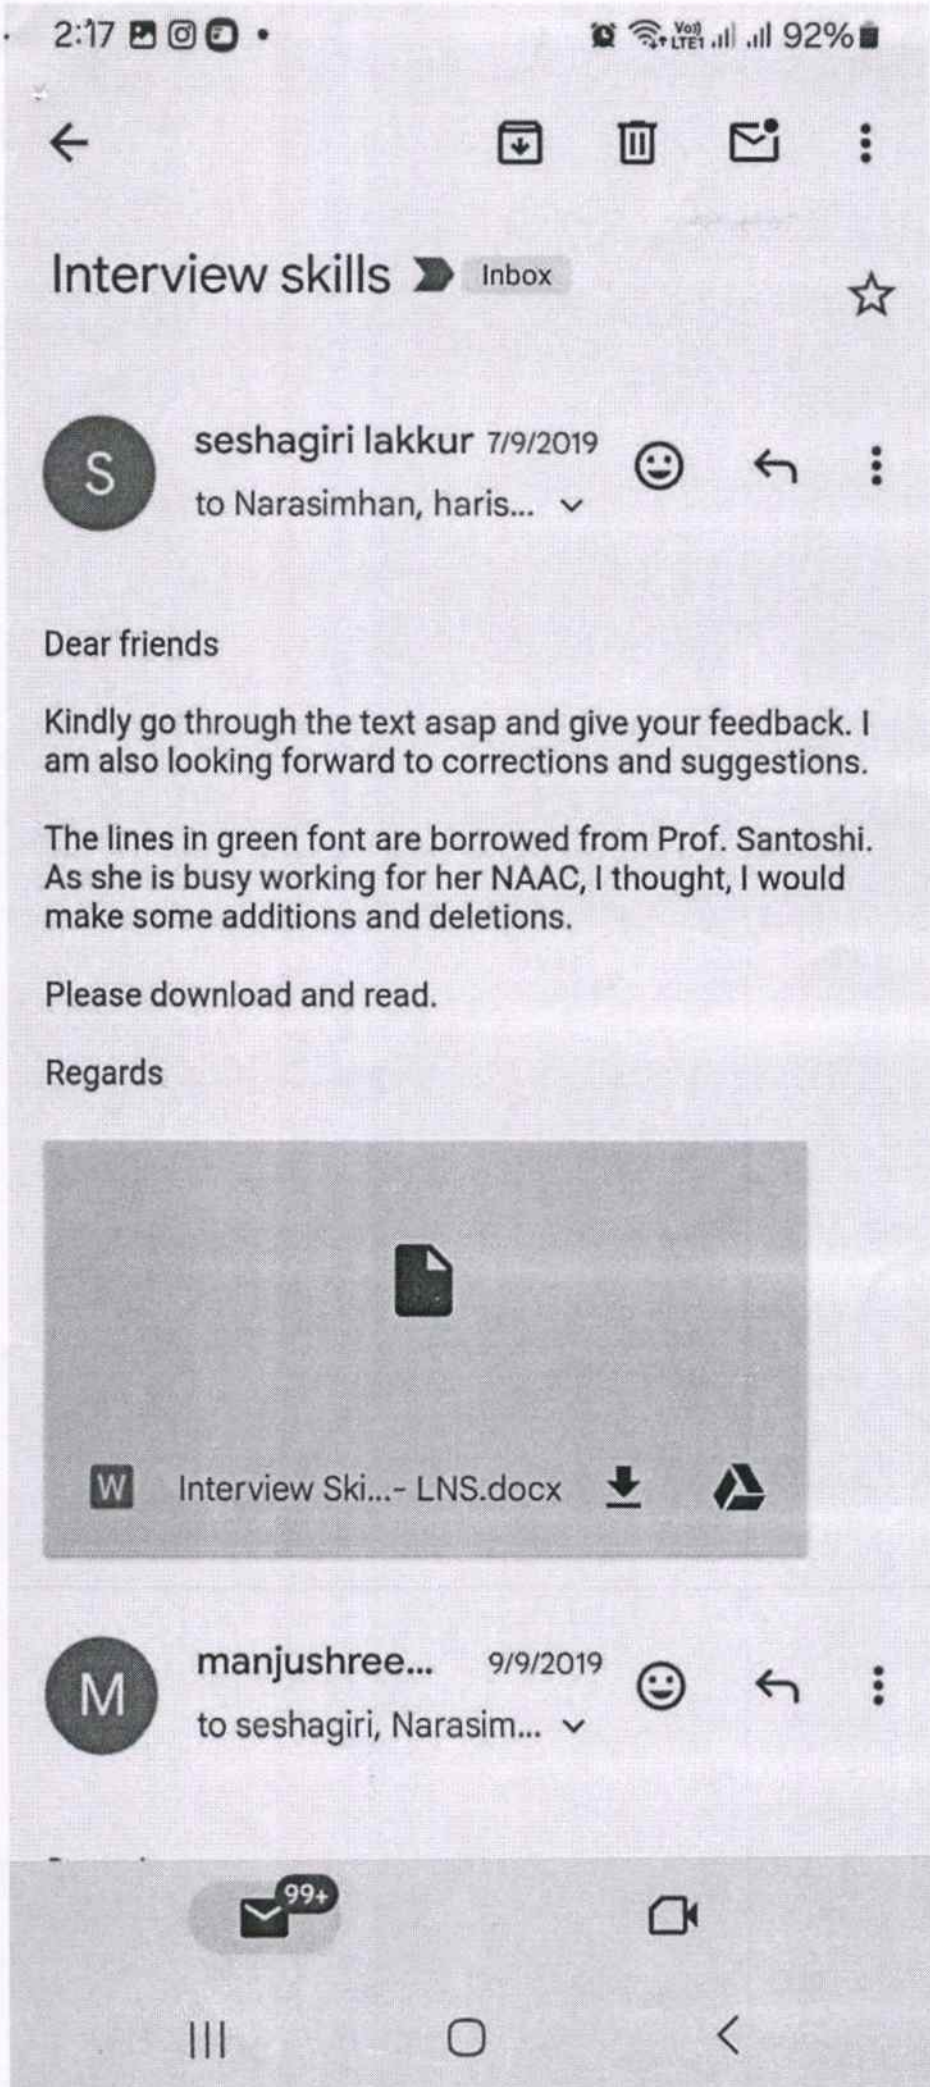 2:17 92%
Interview skills Inbox
S
seshagiri lakkur 7/9/2019
to Narasimhan, haris...
Dear friends
Kindly go through the text asap and give your feedback. I
am also looking forward to corrections and suggestions.
The lines in green font are borrowed from Prof. Santoshi.
As she is busy working for her NAAC, I thought, I would
make some additions and deletions.
Please download and read.
Regards
W Interview Ski...- LNS.docx
M
manjushree... 9/9/2019
to seshagiri, Narasim...
99+